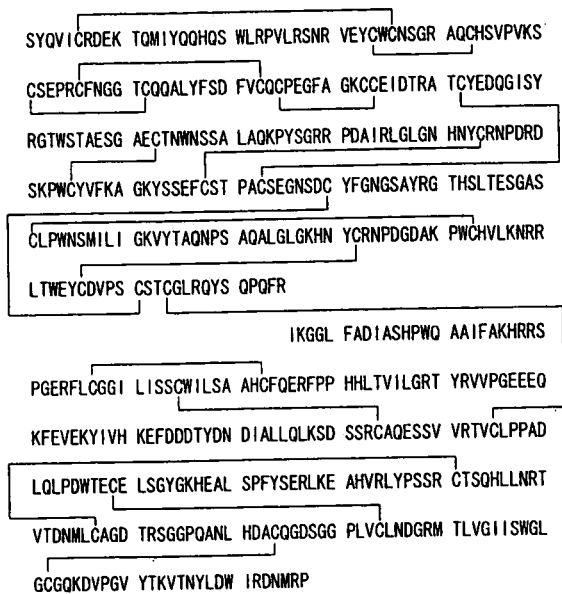 SYQVICRDEK TQMIYQQHQS WLRPVLRSNR VEYCWCNSGR AQCHSVPVKS
CSEPRCFNGG TCQQALYFSD FVCQCPEGFA GKCCEIDTRA TCYEDQGISY
RGTWSTAESG AECTNWNSSA LAQKPYSGRR PDAIRLGLGN HNYCRNPDRD
SKPWCYVFKA GKYSSEFCST PACSEGNSDC YFGNGSAYRG THSLTESGAS
CLPWNSMILI GKVYTAQNPS AQALGLGKHN YCRNPDGDAK PWCHVLKNRR
LTWEYCDVPS CSTCGLRQYS QPQFR
IKGGL FADIASHPWQ AAIFAKHRRS
PGERFLCGGI LISSCWILSA AHCFQERFPP HHLTVILGRT YRVVPGEEEQ
KFEVEKYIVH KEFDDDTYDN DIALLQLKSD SSRCAQESSV VRTVCLPPAD
LQLPDWTECE LSGYGKHEAL SPFYSERLKE AHVRLYPSSR CTSQHLLNRT
VTDNMLCAGD TRSGGPQANL HDACQGDSGG PLVCLNDGRM TLVGIISWGL
GCGQKDVPGV YTKVTNYLDW IRDNMRP